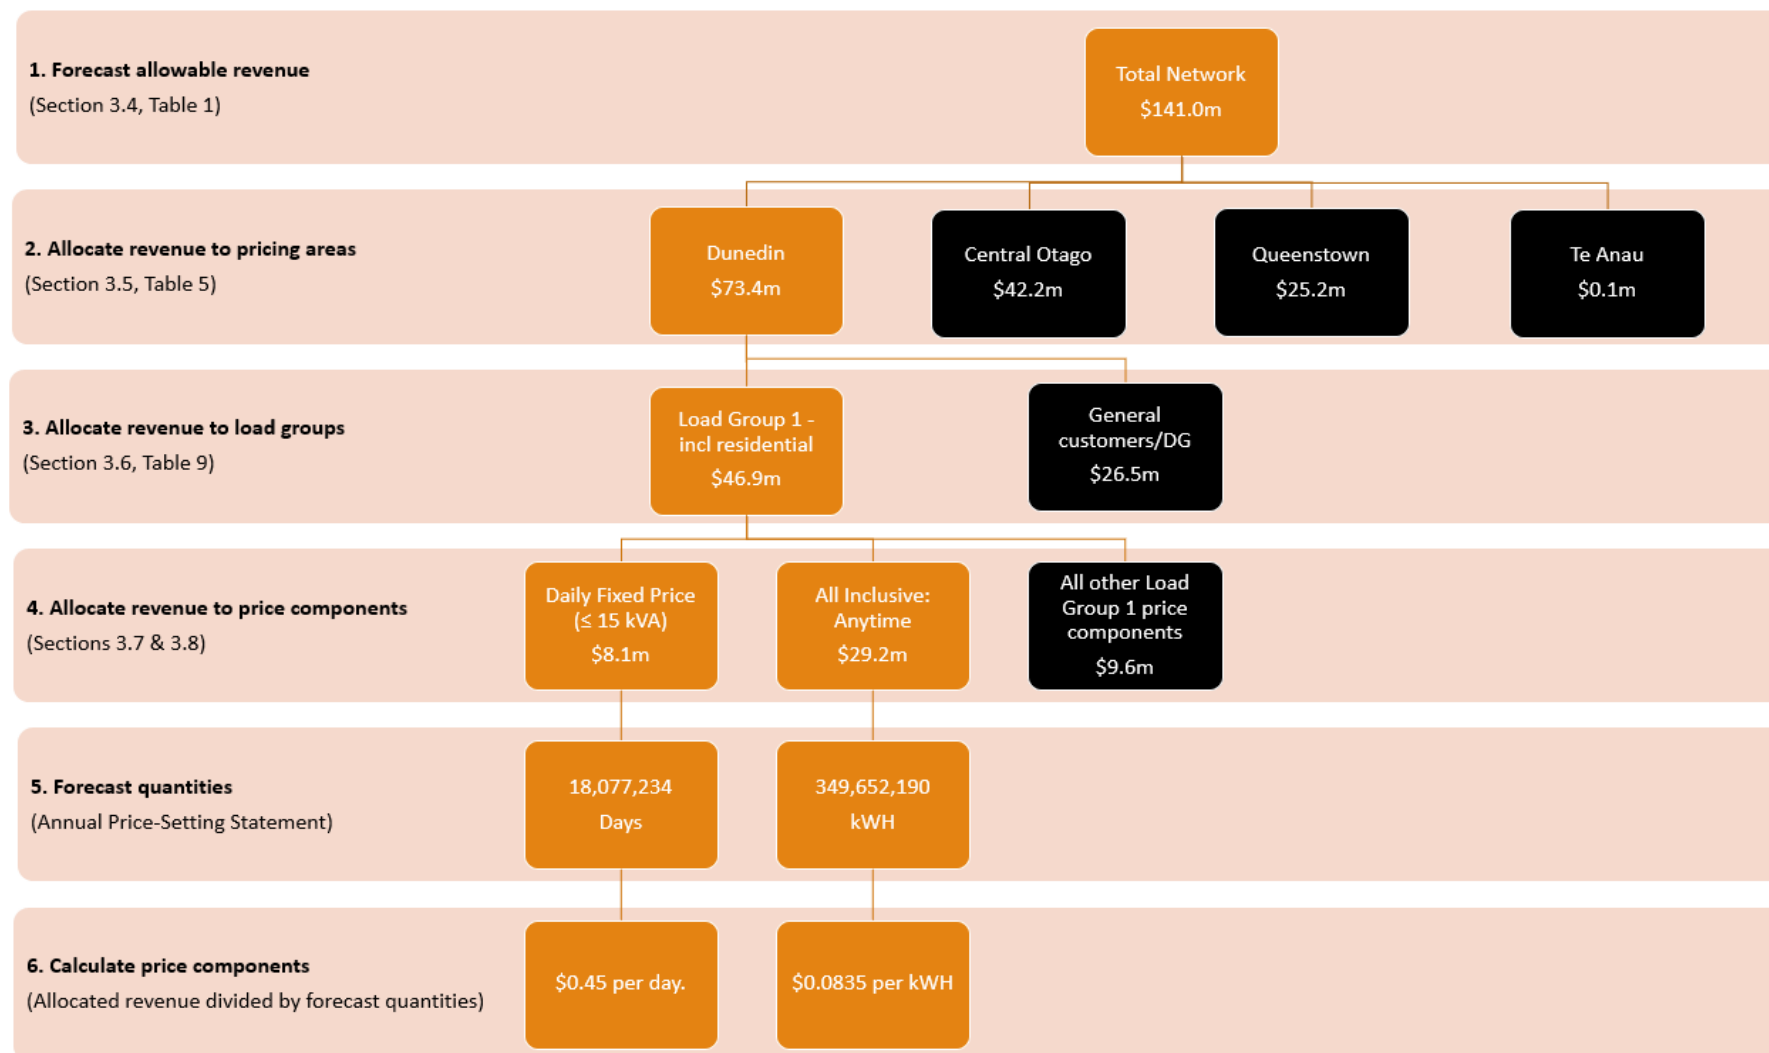 1. Forecast allowable revenue
(Section 3.4, Table 1)
Total Network
$141.0m
2. Allocate revenue to pricing areas
(Section 3.5, Table 5)
Dunedin
$73.4m
Central Otago
$42.2m
Queenstown
$25.2m
Te Anau
$0.1m
3. Allocate revenue to load groups
(Section 3.6, Table 9)
Load Group 1 -
incl residential
$46.9m
General
customers/DG
$26.5m
4. Allocate revenue to price components
(Sections 3.7 & 3.8)
Daily Fixed Price
(≤ 15 kVA)
$8.1m
All Inclusive:
Anytime
$29.2m
All other Load
Group 1 price
components
$9.6m
5. Forecast quantities
(Annual Price-Setting Statement)
18,077,234
Days
349,652,190
kWH
6. Calculate price components
(Allocated revenue divided by forecast quantities)
$0.45 per day.
$0.0835 per kWH